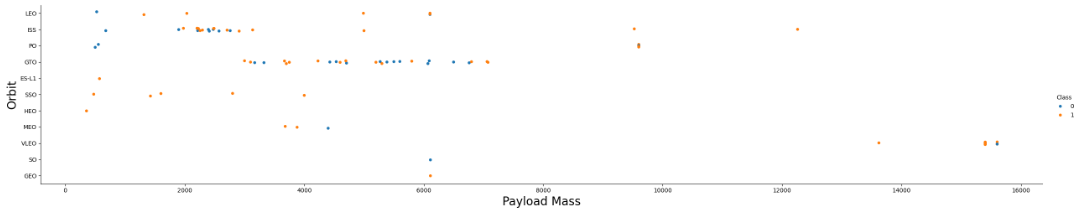 Orbit
LEO
ISS
PO
GTO
ES-L1
SSO
HEO
MEO
VLEO
SO
GEO
0 2000 4000 6000 8000 10000 12000 14000 16000
Payload Mass
Class
0
1